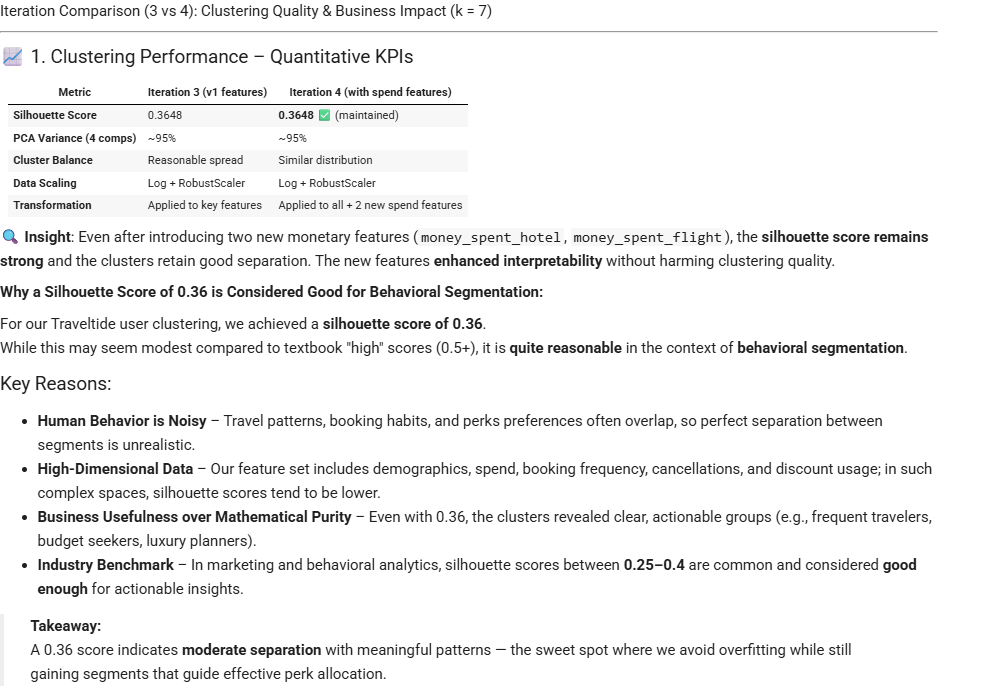 Iteration Comparison (3 vs 4): Clustering Quality & Business Impact (k = 7)
📈 1. Clustering Performance – Quantitative KPIs
Metric Iteration 3 (v1 features) Iteration 4 (with spend features)
Silhouette Score 0.3648 0.3648 ✅ (maintained)
PCA Variance (4 comps) ~95% ~95%
Cluster Balance Reasonable spread Similar distribution
Data Scaling Log + RobustScaler Log + RobustScaler
Transformation Applied to key features Applied to all + 2 new spend features
🔍 Insight: Even after introducing two new monetary features (money_spent_hotel, money_spent_flight), the silhouette score remains
strong and the clusters retain good separation. The new features enhanced interpretability without harming clustering quality.
Why a Silhouette Score of 0.36 is Considered Good for Behavioral Segmentation:
For our Traveltide user clustering, we achieved a silhouette score of 0.36.
While this may seem modest compared to textbook "high" scores (0.5+), it is quite reasonable in the context of behavioral segmentation.
Key Reasons:
• Human Behavior is Noisy – Travel patterns, booking habits, and perks preferences often overlap, so perfect separation between
segments is unrealistic.
• High-Dimensional Data – Our feature set includes demographics, spend, booking frequency, cancellations, and discount usage; in such
complex spaces, silhouette scores tend to be lower.
• Business Usefulness over Mathematical Purity – Even with 0.36, the clusters revealed clear, actionable groups (e.g., frequent travelers,
budget seekers, luxury planners).
• Industry Benchmark – In marketing and behavioral analytics, silhouette scores between 0.25–0.4 are common and considered good
enough for actionable insights.
Takeaway:
A 0.36 score indicates moderate separation with meaningful patterns — the sweet spot where we avoid overfitting while still
gaining segments that guide effective perk allocation.